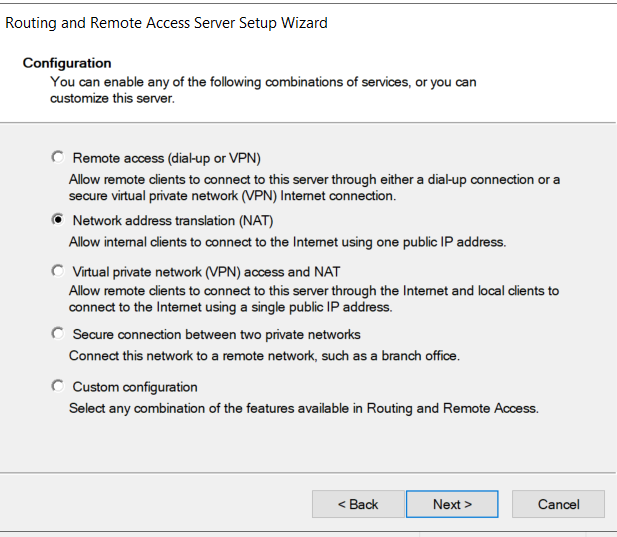 Routing and Remote Access Server Setup Wizard
Configuration
You can enable any of the following combinations of services, or you can
customize this server.
Remote access (dial-up or VPN)
Allow remote clients to connect to this server through either a dial-up connection or a
secure virtual private network (VPN) Internet connection.
Network address translation (NAT)
Allow internal clients to connect to the Internet using one public IP address.
Virtual private network (VPN) access and NAT
Allow remote clients to connect to this server through the Internet and local clients to
connect to the Internet using a single public IP address.
Secure connection between two private networks
Connect this network to a remote network, such as a branch office.
Custom configuration
Select any combination of the features available in Routing and Remote Access.
< Back Next > Cancel